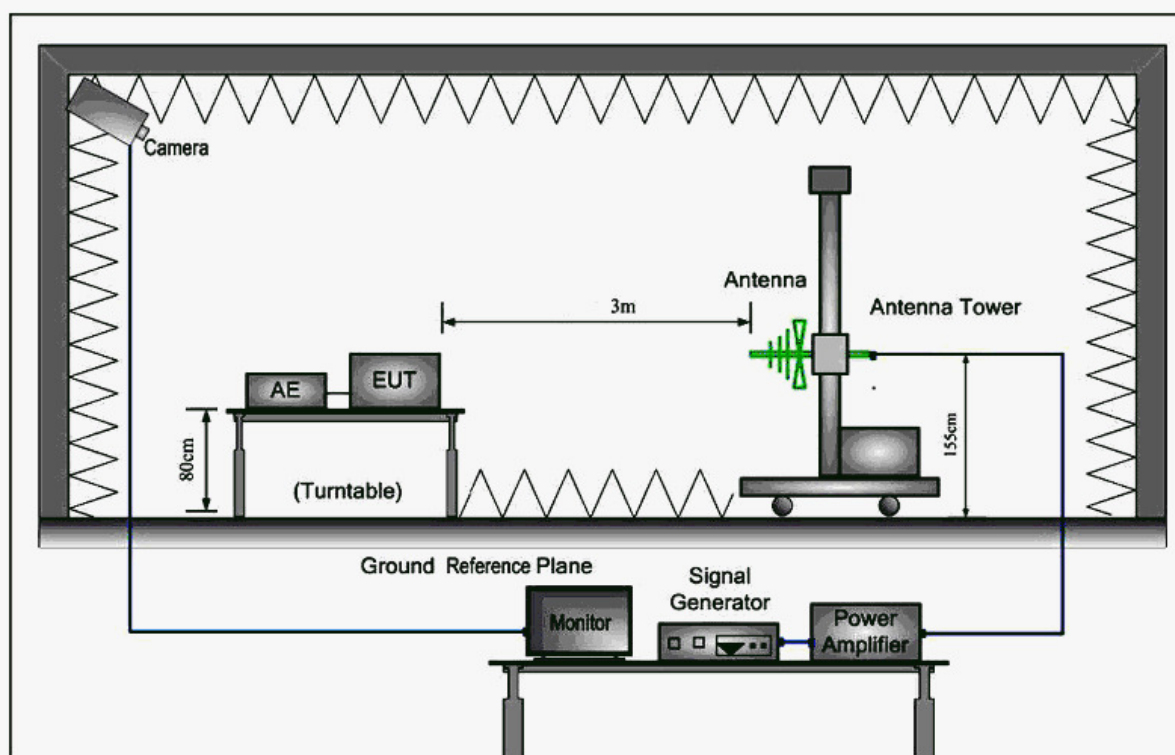 Camera
Antenna
3m
Antenna Tower
AE
EUT
80cm
155cm
(Turntable)
Ground Reference Plane
Signal
Generator
Monitor
Power
Amplifier